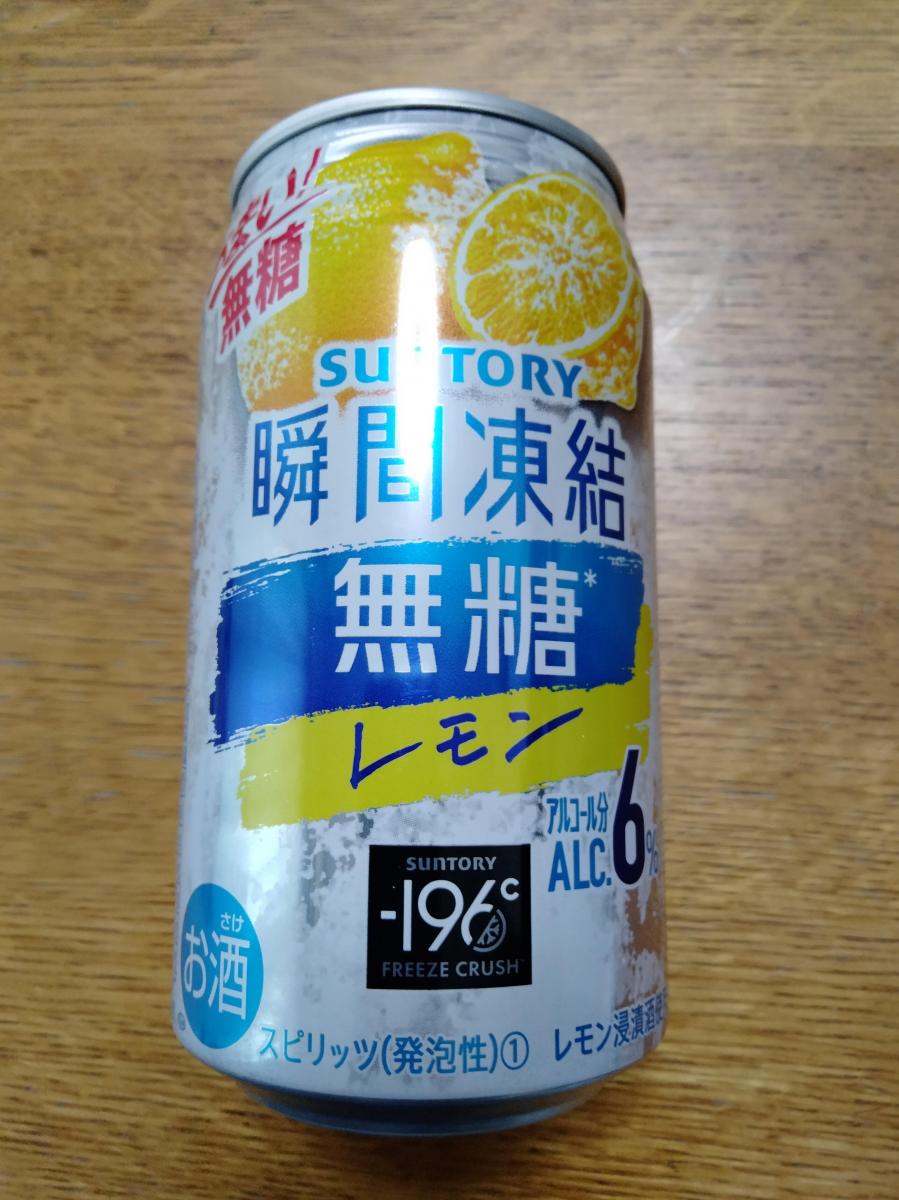 無糖
SUNTORY
瞬間凍結
無糖*
レモン
アルコール分
ALC. 6%
SUNTORY
-196℃
FREEZE CRUSH
さけ
お酒
スピリッツ(発泡性)① レモン浸漬酒